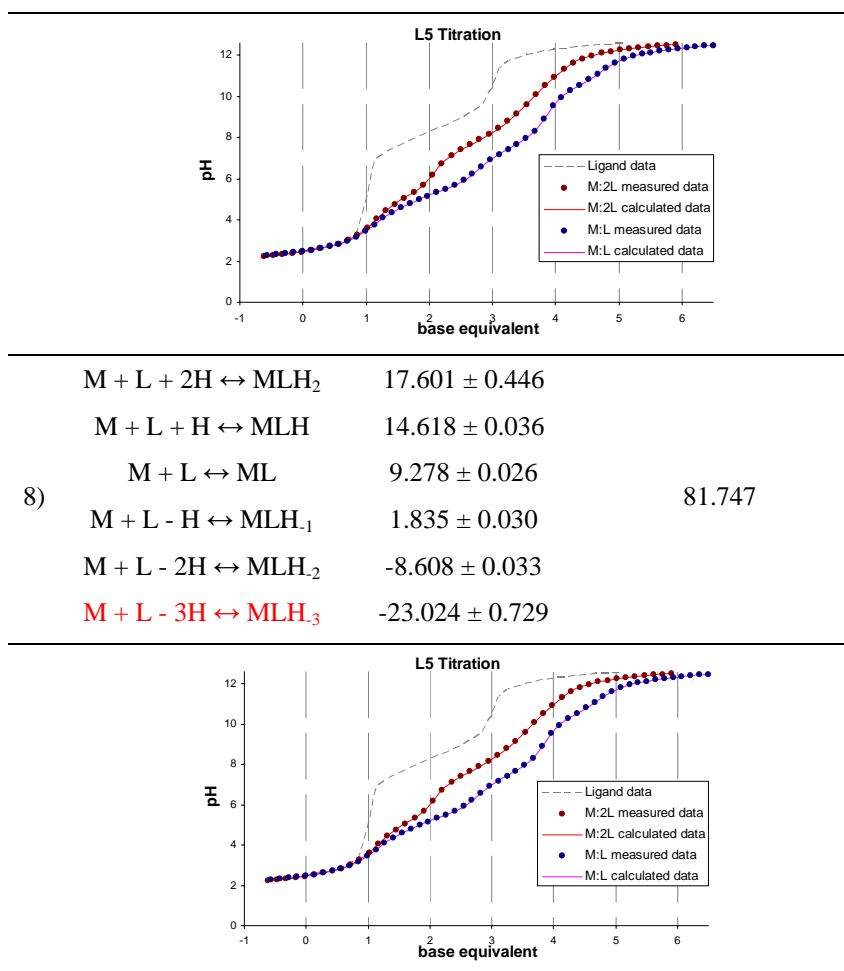 L5 Titration
12
10
8
6
4
2
0
pH
-1 0 1 2 3 4 5 6
base equivalent
Ligand data
M:2L measured data
M:2L calculated data
M:L measured data
M:L calculated data
M + L + 2H ↔ MLH₂ 17.601 ± 0.446
M + L + H ↔ MLH 14.618 ± 0.036
M + L ↔ ML 9.278 ± 0.026
8) 81.747
M + L - H ↔ MLH₋₁ 1.835 ± 0.030
M + L - 2H ↔ MLH₋₂ -8.608 ± 0.033
M + L - 3H ↔ MLH₋₃ -23.024 ± 0.729
L5 Titration
12
10
8
6
4
2
0
pH
-1 0 1 2 3 4 5 6
base equivalent
Ligand data
M:2L measured data
M:2L calculated data
M:L measured data
M:L calculated data